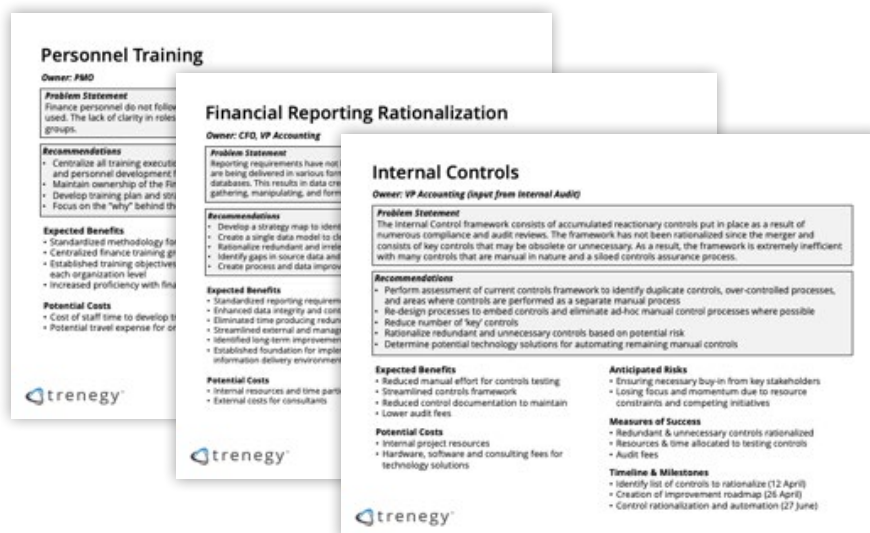 Personnel Training
Owner: PMO
Problem Statement
Finance personnel do not follow
used. The lack of clarity in roles
groups.
Recommendations
• Centralize all training executio
and personnel development f
• Maintain ownership of the Fin
• Develop training plan and stra
• Focus on the "why" behind th
Expected Benefits
• Standardized methodology for
• Centralized finance training gr
• Established training objectives
each organization level
• Increased proficiency with fina
Potential Costs
• Cost of staff time to develop tr
• Potential travel expense for or
trenegy
Financial Reporting Rationalization
Owner: CFO, VP Accounting
Problem Statement
Reporting requirements have not
are being delivered in various for
databases. This results in data cre
gathering, manipulating, and form
Recommendations
• Develop a strategy map to ident
• Create a single data model to cl
• Rationalize redundant and irrele
• Identify gaps in source data and
• Create process and data improv
Expected Benefits
• Standardized reporting requirem
• Enhanced data integrity and cont
• Eliminated time producing redun
• Streamlined external and manag
• Identified long-term improvemen
• Established foundation for imple
information delivery environmen
Potential Costs
• Internal resources and time parti
• External costs for consultants
trenegy
Internal Controls
Owner: VP Accounting (input from Internal Audit)
Problem Statement
The Internal Control framework consists of accumulated reactionary controls put in place as a result of
numerous compliance and audit reviews. The framework has not been rationalized since the merger and
consists of key controls that may be obsolete or unnecessary. As a result, the framework is extremely inefficient
with many controls that are manual in nature and a siloed controls assurance process.
Recommendations
• Perform assessment of current controls framework to identify duplicate controls, over-controlled processes,
and areas where controls are performed as a separate manual process
• Re-design processes to embed controls and eliminate ad-hoc manual control processes where possible
• Reduce number of 'key' controls
• Rationalize redundant and unnecessary controls based on potential risk
• Determine potential technology solutions for automating remaining manual controls
Expected Benefits
• Reduced manual effort for controls testing
• Streamlined controls framework
• Reduced control documentation to maintain
• Lower audit fees
Potential Costs
• Internal project resources
• Hardware, software and consulting fees for
technology solutions
Anticipated Risks
• Ensuring necessary buy-in from key stakeholders
• Losing focus and momentum due to resource
constraints and competing initiatives
Measures of Success
• Redundant & unnecessary controls rationalized
• Resources & time allocated to testing controls
• Audit fees
Timeline & Milestones
• Identify list of controls to rationalize (12 April)
• Creation of improvement roadmap (26 April)
• Control rationalization and automation (27 June)
trenegy